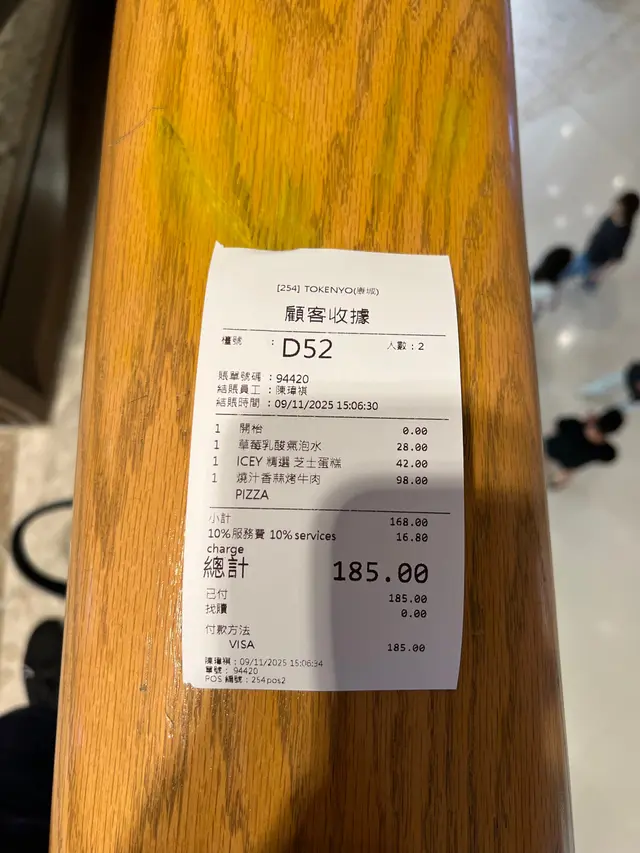 [254] TOKENYO(惠城)
顧客收據
檯號 : D52 人數 : 2
賬單號碼 : 94420
結賬員工 : 陳瑋祺
結賬時間 : 09/11/2025 15:06:30
1 開枱 0.00
1 草莓乳酸氣泡水 28.00
1 ICEY 精選 芝士蛋糕 42.00
1 燒汁香蒜烤牛肉 98.00
PIZZA
小計 168.00
10%服務費 10% services 16.80
charge
總計 185.00
已付 185.00
找贖 0.00
付款方法
VISA 185.00
陳瑋祺 : 09/11/2025 15:06:34
單號 : 94420
POS 編號 : 254pos2